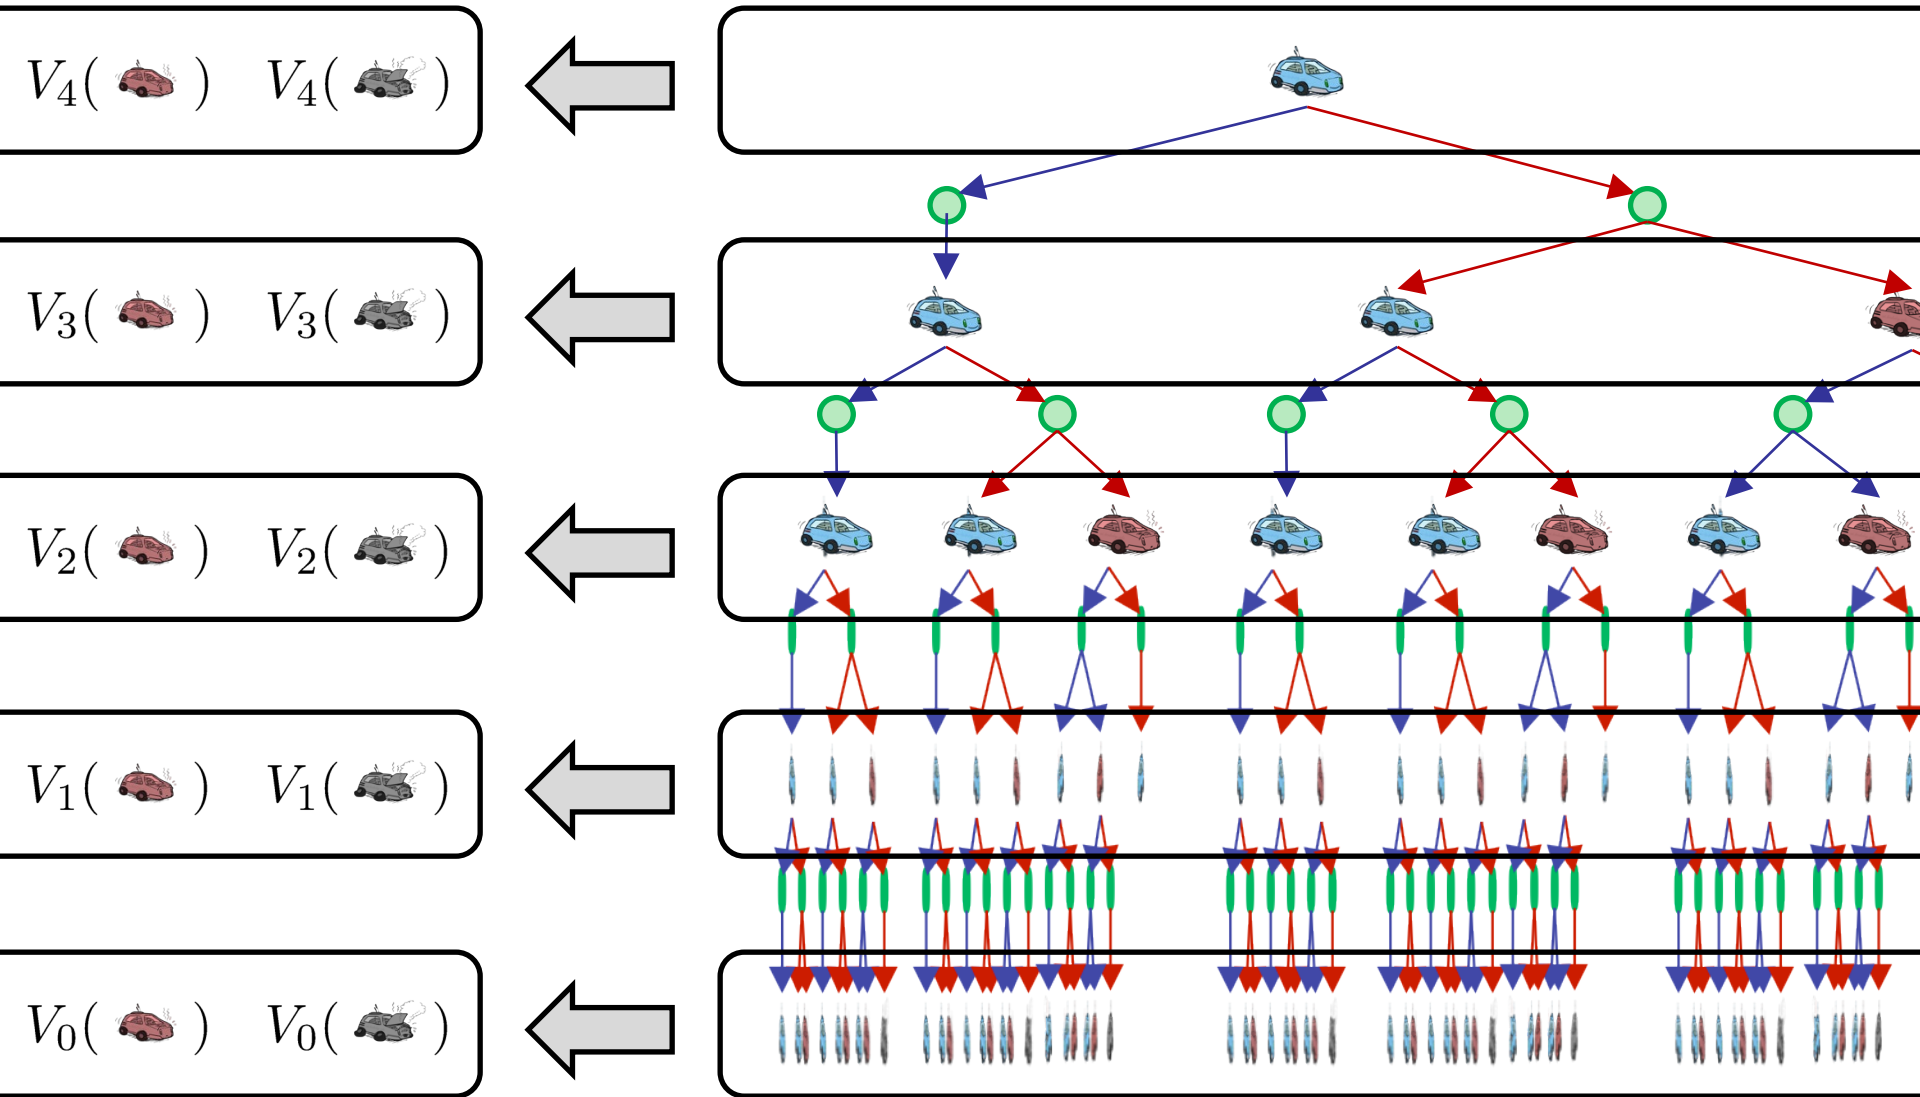 V4( ) V4( )
V3( ) V3( )
V2( ) V2( )
V1( ) V1( )
V0( ) V0( )